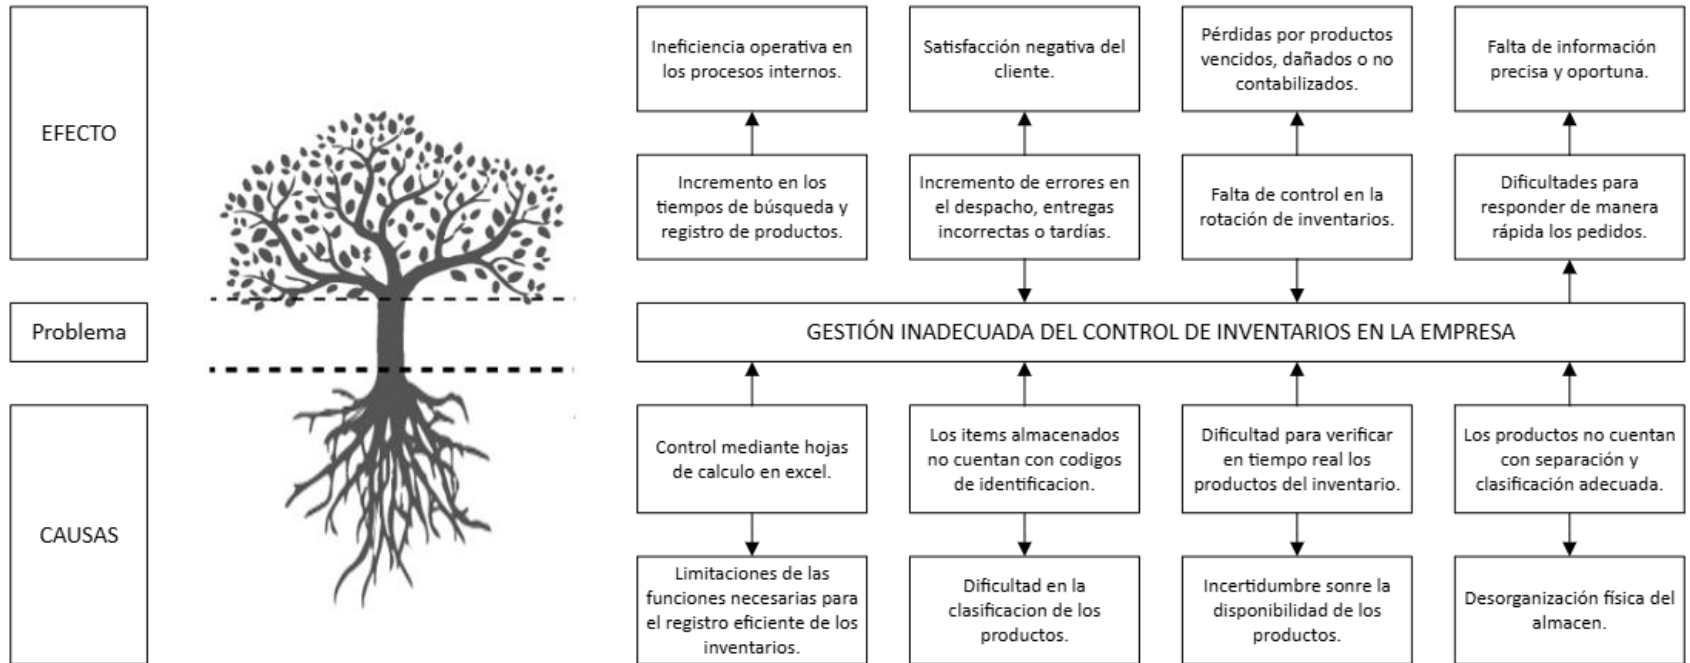 EFECTO
Ineficiencia operativa en
los procesos internos.
Satisfacción negativa del
cliente.
Pérdidas por productos
vencidos, dañados o no
contabilizados.
Falta de información
precisa y oportuna.
Incremento en los
tiempos de búsqueda y
registro de productos.
Incremento de errores en
el despacho, entregas
incorrectas o tardías.
Falta de control en la
rotación de inventarios.
Dificultades para
responder de manera
rápida los pedidos.
Problema
GESTIÓN INADECUADA DEL CONTROL DE INVENTARIOS EN LA EMPRESA
CAUSAS
Control mediante hojas
de calculo en excel.
Los items almacenados
no cuentan con codigos
de identificacion.
Dificultad para verificar
en tiempo real los
productos del inventario.
Los productos no cuentan
con separación y
clasificación adecuada.
Limitaciones de las
funciones necesarias para
el registro eficiente de los
inventarios.
Dificultad en la
clasificacion de los
productos.
Incertidumbre sonre la
disponibilidad de los
productos.
Desorganización física del
almacen.